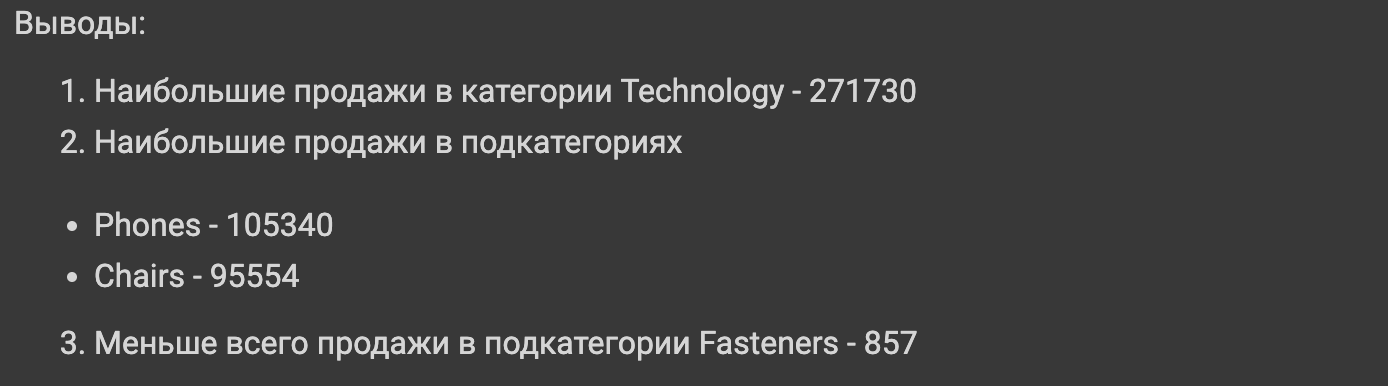 Выводы:
1. Наибольшие продажи в категории Technology - 271730
2. Наибольшие продажи в подкатегориях
• Phones - 105340
• Chairs - 95554
3. Меньше всего продажи в подкатегории Fasteners - 857